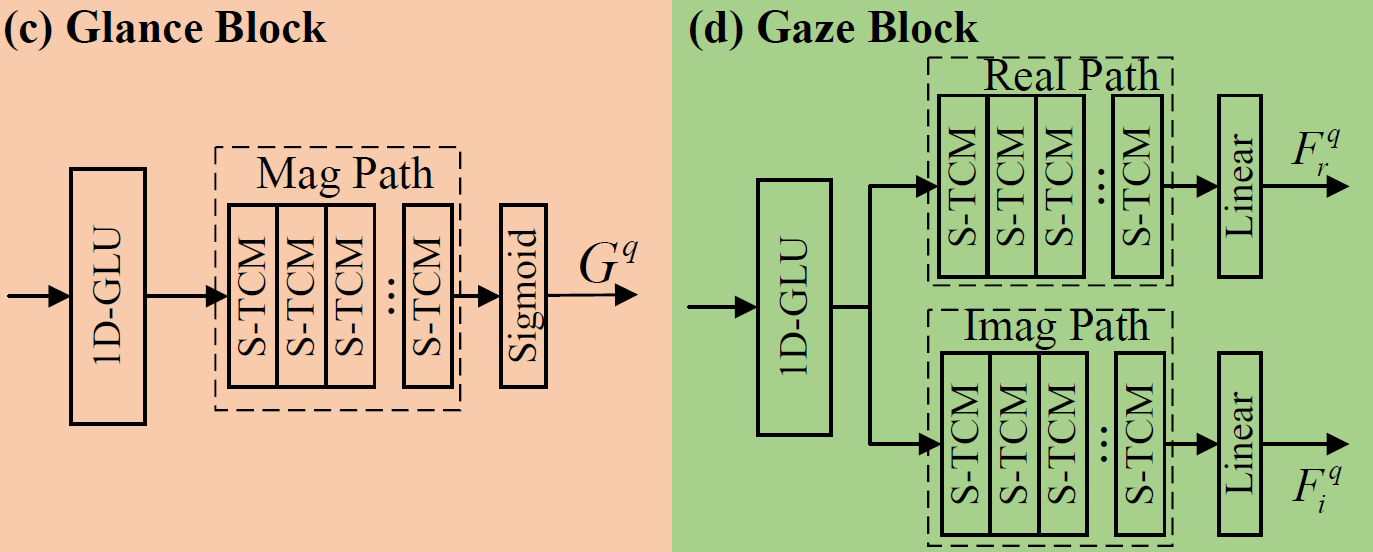 (c) Glance Block
1D-GLU
Mag Path
S-TCM
S-TCM
S-TCM
...
S-TCM
Sigmoid
G^q
(d) Gaze Block
1D-GLU
Real Path
S-TCM
S-TCM
S-TCM
...
S-TCM
Linear
F_r^q
Imag Path
S-TCM
S-TCM
S-TCM
...
S-TCM
Linear
F_i^q